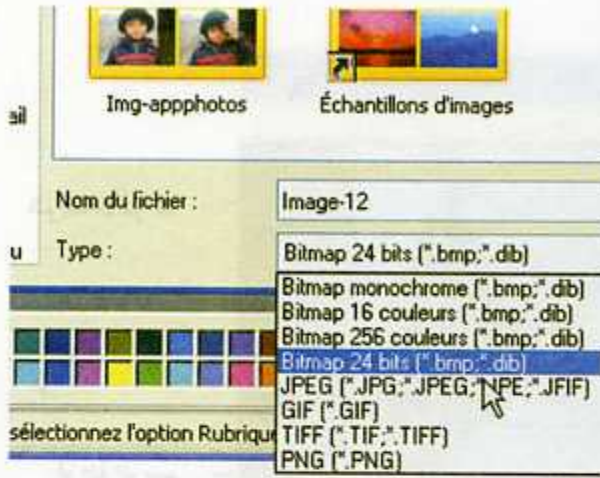 Img-appphotos
Échantillons d'images
ail
Nom du fichier :
Image-12
u
Type :
Bitmap 24 bits (*.bmp;*.dib)
Bitmap monochrome (*.bmp;*.dib)
Bitmap 16 couleurs (*.bmp;*.dib)
Bitmap 256 couleurs (*.bmp;*.dib)
Bitmap 24 bits (*.bmp;*.dib)
JPEG (*.JPG;*.JPEG;*.JPE;*.JFIF)
GIF (*.GIF)
TIFF (*.TIF;*.TIFF)
PNG (*.PNG)
sélectionnez l'option Rubrique